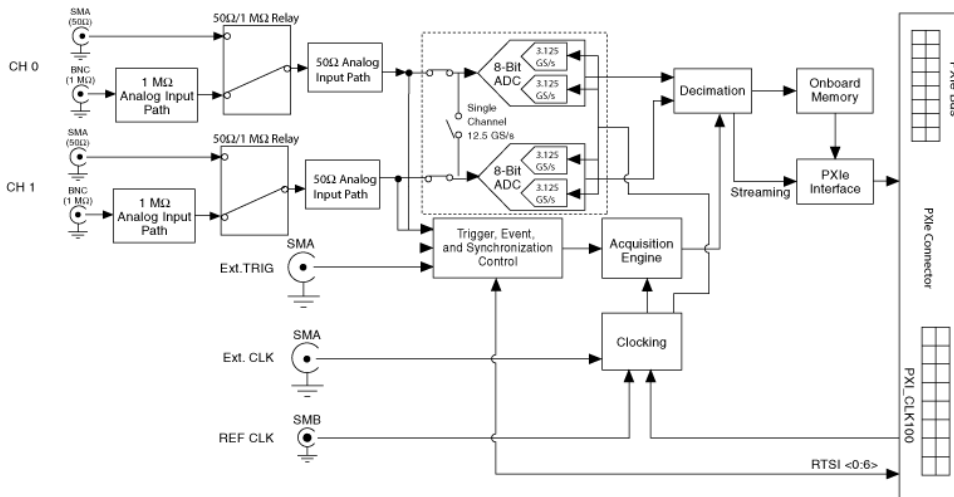 SMA
(50Ω)
50Ω/1 MΩ Relay
CH 0
BNC
(1 MΩ)
1 MΩ
Analog Input
Path
50Ω Analog
Input Path
8-Bit
ADC
3.125
GS/s
3.125
GS/s
Single
Channel
12.5 GS/s
Decimation
Onboard
Memory
PXIe Bus
SMA
(50Ω)
50Ω/1 MΩ Relay
CH 1
BNC
(1 MΩ)
1 MΩ
Analog Input
Path
50Ω Analog
Input Path
8-Bit
ADC
3.125
GS/s
3.125
GS/s
Streaming
PXIe
Interface
PXIe Connector
SMA
Ext.TRIG
Trigger, Event,
and Synchronization
Control
Acquisition
Engine
SMA
Ext. CLK
Clocking
PXI_CLK100
SMB
REF CLK
RTSI <0:6>